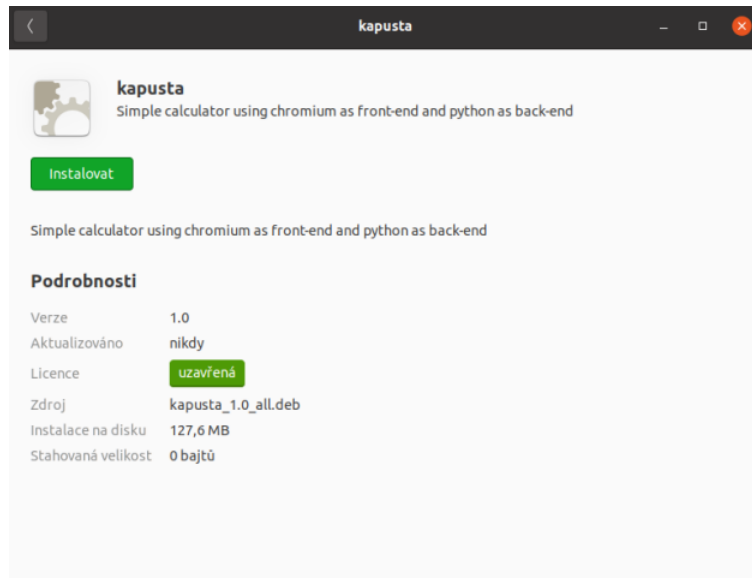 kapusta
kapusta
Simple calculator using chromium as front-end and python as back-end
Instalovat
Simple calculator using chromium as front-end and python as back-end
Podrobnosti
Verze 1.0
Aktualizováno nikdy
Licence uzavřená
Zdroj kapusta_1.0_all.deb
Instalace na disku 127,6 MB
Stahovaná velikost 0 bajtů